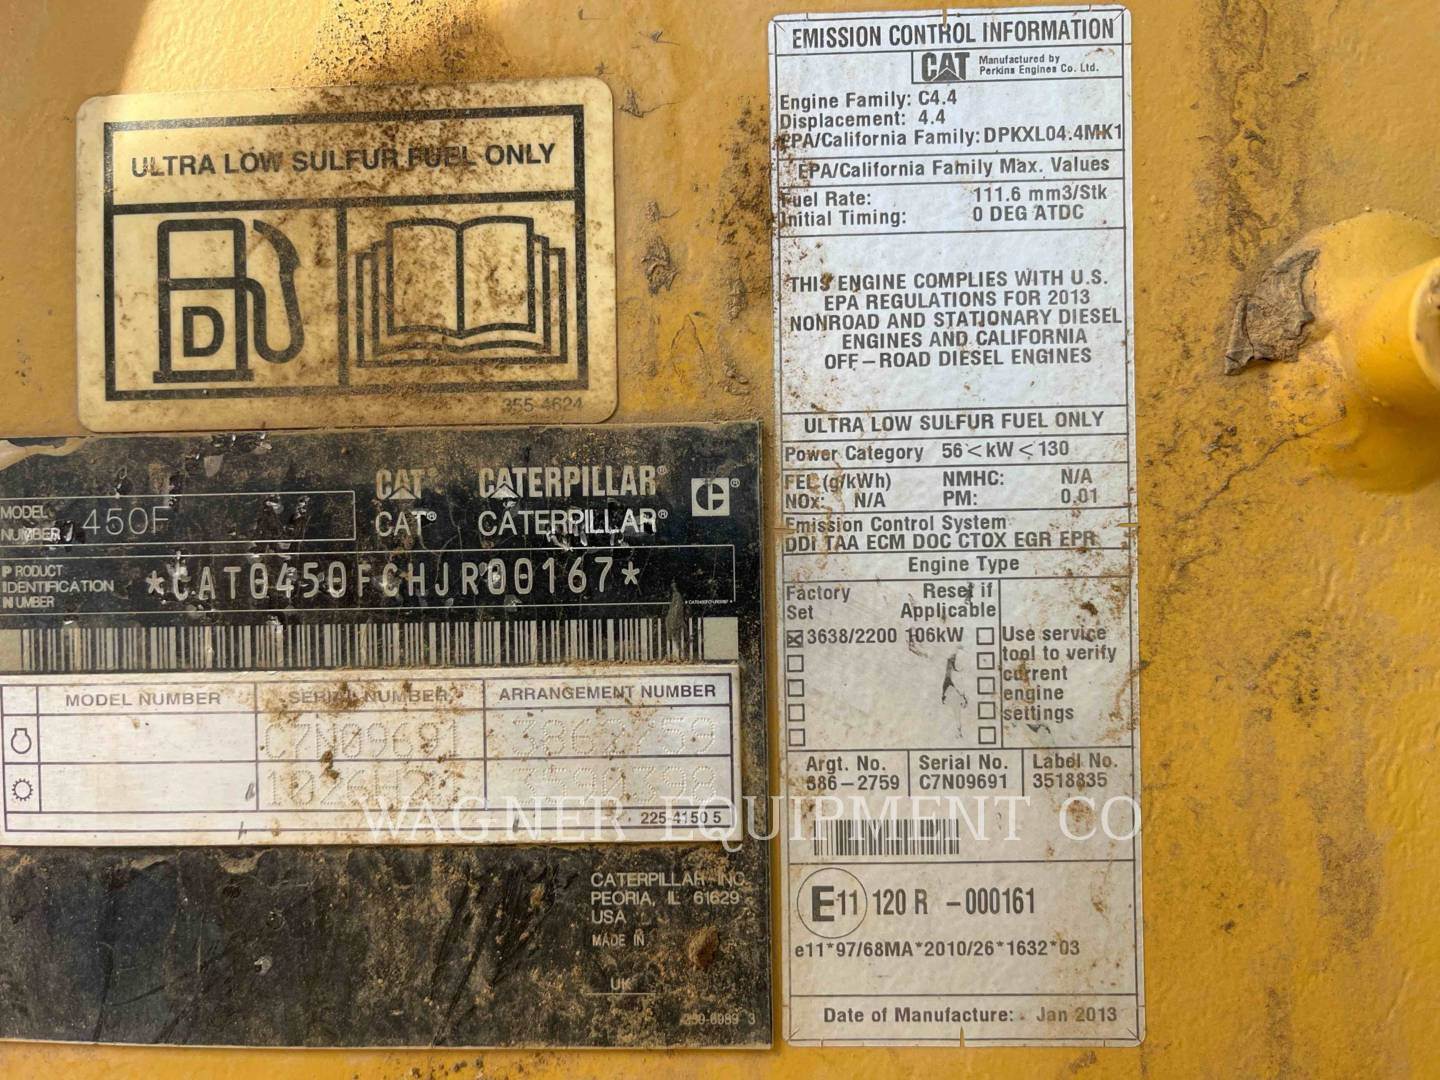 ULTRA LOW SULFUR FUEL ONLY
D
355-4624
CAT CATERPILLAR®
CAT® CATERPILLAR®
MODEL NUMBER 450F
PRODUCT IDENTIFICATION NUMBER *CAT0450FCHJR00167*
MODEL NUMBER SERIAL NUMBER ARRANGEMENT NUMBER
C7N09691 3862759
3590398
225-4150 5
CATERPILLAR INC.
PEORIA, IL 61629
USA
MADE IN
UK
EMISSION CONTROL INFORMATION
CAT Manufactured by
Perkins Engines Co. Ltd.
Engine Family: C4.4
Displacement: 4.4
EPA/California Family: DPKXL04.4MK1
EPA/California Family Max. Values
Fuel Rate: 111.6 mm3/Stk
Initial Timing: 0 DEG ATDC
THIS ENGINE COMPLIES WITH U.S.
EPA REGULATIONS FOR 2013
NONROAD AND STATIONARY DIESEL
ENGINES AND CALIFORNIA
OFF-ROAD DIESEL ENGINES
ULTRA LOW SULFUR FUEL ONLY
Power Category 56<kW<130
FEL (g/kWh) NMHC: N/A
NOx: N/A PM: 0.01
Emission Control System
DDI TAA ECM DOC CTOX EGR EPR
Engine Type
Factory Set Reset if Applicable
3638/2200 106kW Use service
tool to verify
current
engine
settings
Argt. No. Serial No. Label No.
386-2759 C7N09691 3518835
WAGNER EQUIPMENT CO
E11 120 R -000161
e11*97/68MA*2010/26*1632*03
Date of Manufacture: Jan 2013